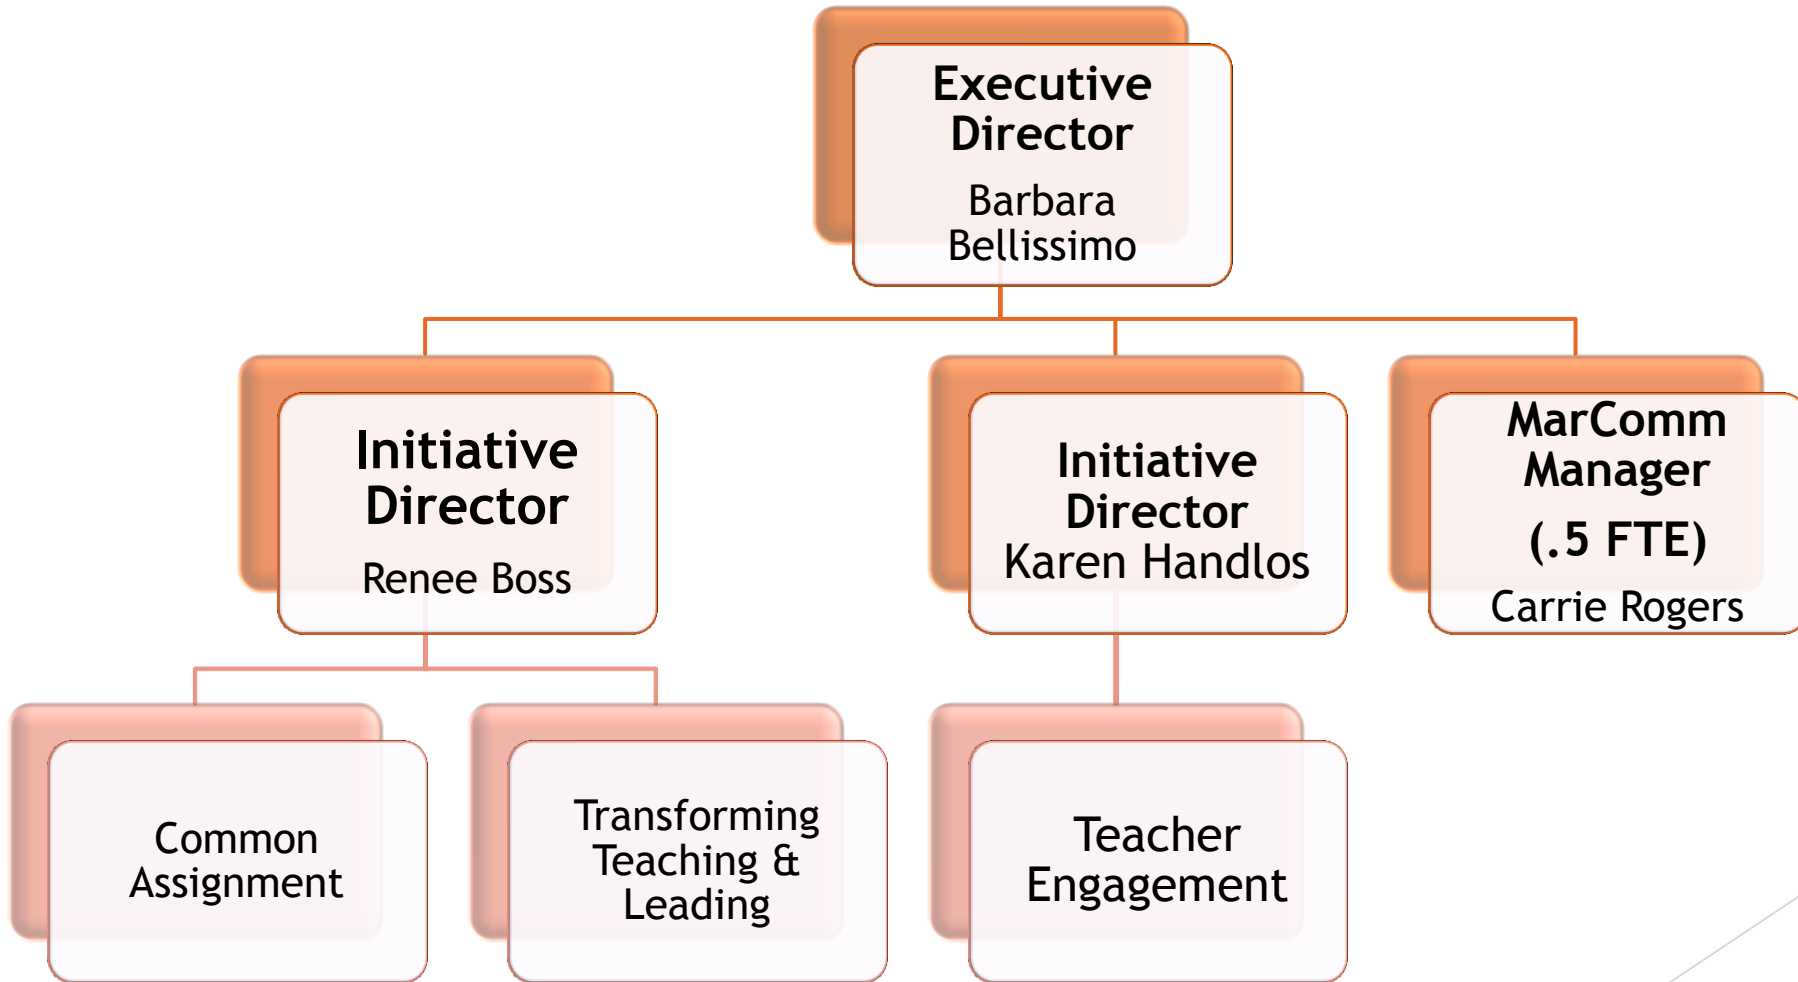 Executive
Director
Barbara
Bellissimo
Initiative
Director
Renee Boss
Initiative
Director
Karen Handlos
MarComm
Manager
(.5 FTE)
Carrie Rogers
Common
Assignment
Transforming
Teaching &
Leading
Teacher
Engagement